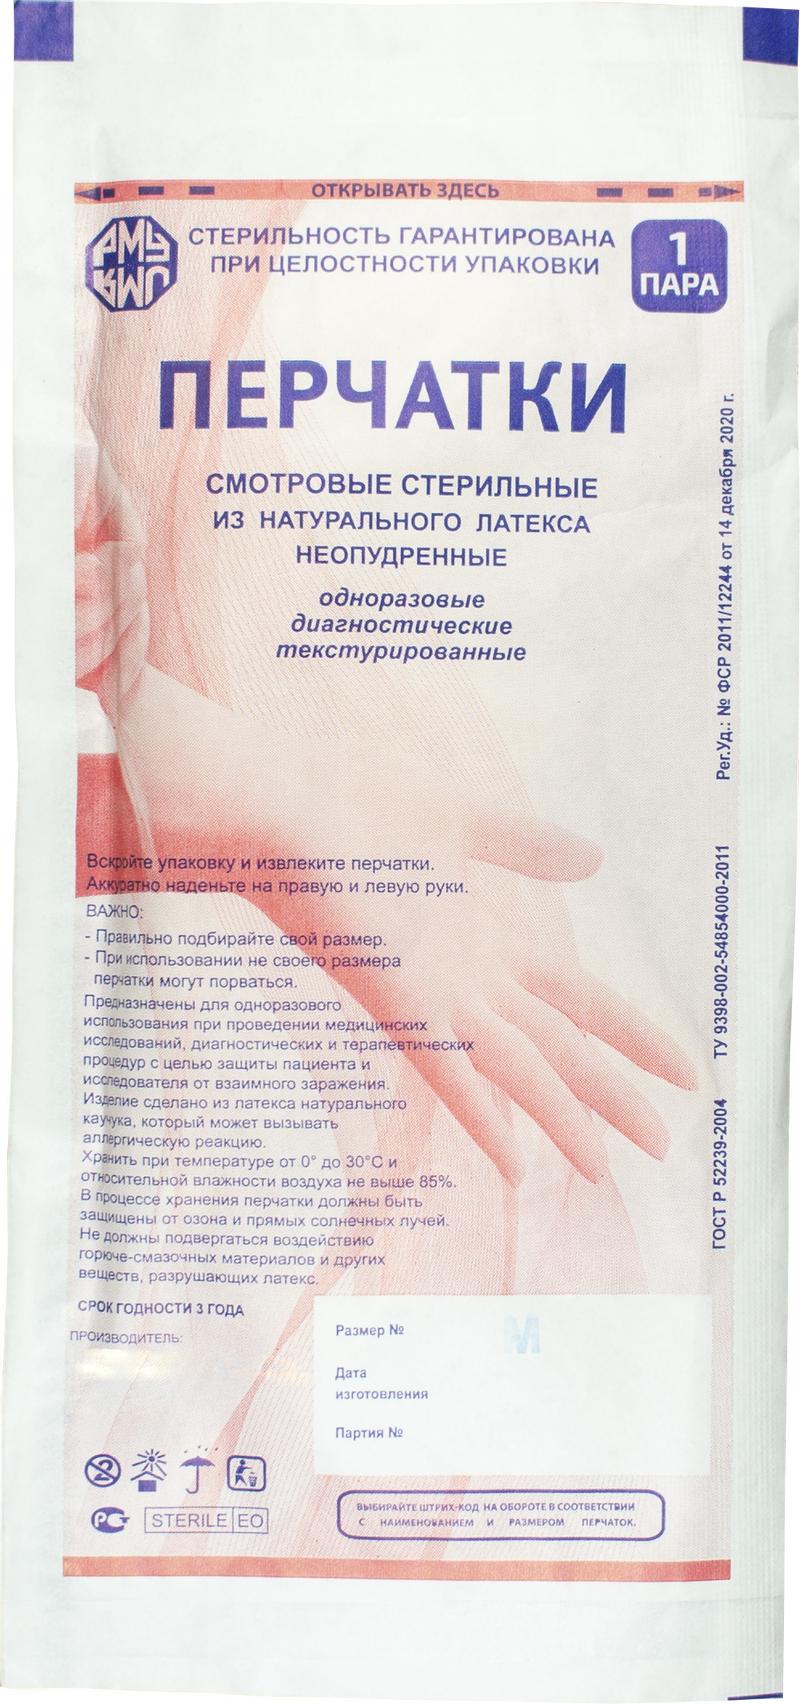 ОТКРЫВАТЬ ЗДЕСЬ
СТЕРИЛЬНОСТЬ ГАРАНТИРОВАНА
ПРИ ЦЕЛОСТНОСТИ УПАКОВКИ
1
ПАРА
ПЕРЧАТКИ
СМОТРОВЫЕ СТЕРИЛЬНЫЕ
ИЗ НАТУРАЛЬНОГО ЛАТЕКСА
НЕОПУДРЕННЫЕ
одноразовые
диагностические
текстурированные
Рег.Уд.: № ФСР 2011/12244 от 14 декабря 2020 г.
ТУ 9398-002-54854000-2011
ГОСТ Р 52239-2004
Вскройте упаковку и извлеките перчатки.
Аккуратно наденьте на правую и левую руки.
ВАЖНО:
- Правильно подбирайте свой размер.
- При использовании не своего размера
перчатки могут порваться.
Предназначены для одноразового
использования при проведении медицинских
исследований, диагностических и терапевтических
процедур с целью защиты пациента и
исследователя от взаимного заражения.
Изделие сделано из латекса натурального
каучука, который может вызывать
аллергическую реакцию.
Хранить при температуре от 0° до 30°С и
относительной влажности воздуха не выше 85%.
В процессе хранения перчатки должны быть
защищены от озона и прямых солнечных лучей.
Не должны подвергаться воздействию
горюче-смазочных материалов и других
веществ, разрушающих латекс.
СРОК ГОДНОСТИ 3 ГОДА
ПРОИЗВОДИТЕЛЬ:
Размер № M
Дата
изготовления
Партия №
2
РСТ
STERILE EO
ВЫБИРАЙТЕ ШТРИХ-КОД НА ОБОРОТЕ В СООТВЕТСТВИИ
С НАИМЕНОВАНИЕМ И РАЗМЕРОМ ПЕРЧАТОК.